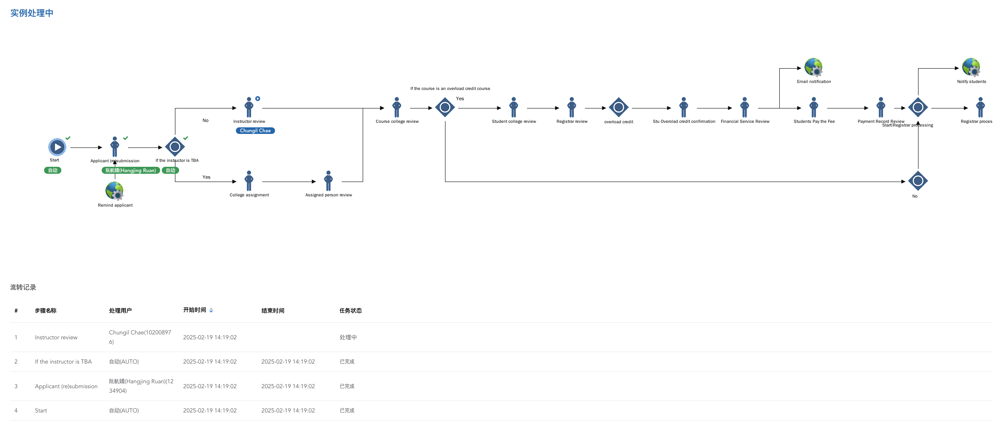 实例处理中
Email notification
Notify students
If the course is an overload credit course
Yes
No
Instructor review
Chungil Chae
Course college review
Student college review
Registrar review
overload credit
Stu Overolad credit confirmation
Financial Service Review
Students Pay the Fee
Payment Record Review
Start▯Registrar processing
Registrar proces
Start
自动
Applicant (re)submission
阮航婧(Hangjing Ruan)
If the instructor is TBA
自动
Yes
College assignment
Assigned person review
No
Remind applicant
流转记录
# 步骤名称 处理用户 开始时间 结束时间 任务状态
1 Instructor review Chungil Chae(10200897 2025-02-19 14:19:02 处理中
6)
2 If the instructor is TBA 自动(AUTO) 2025-02-19 14:19:02 2025-02-19 14:19:02 已完成
3 Applicant (re)submission 阮航婧(Hangjing Ruan)(12 2025-02-19 14:19:02 2025-02-19 14:19:02 已完成
34904)
4 Start 自动(AUTO) 2025-02-19 14:19:02 2025-02-19 14:19:02 已完成